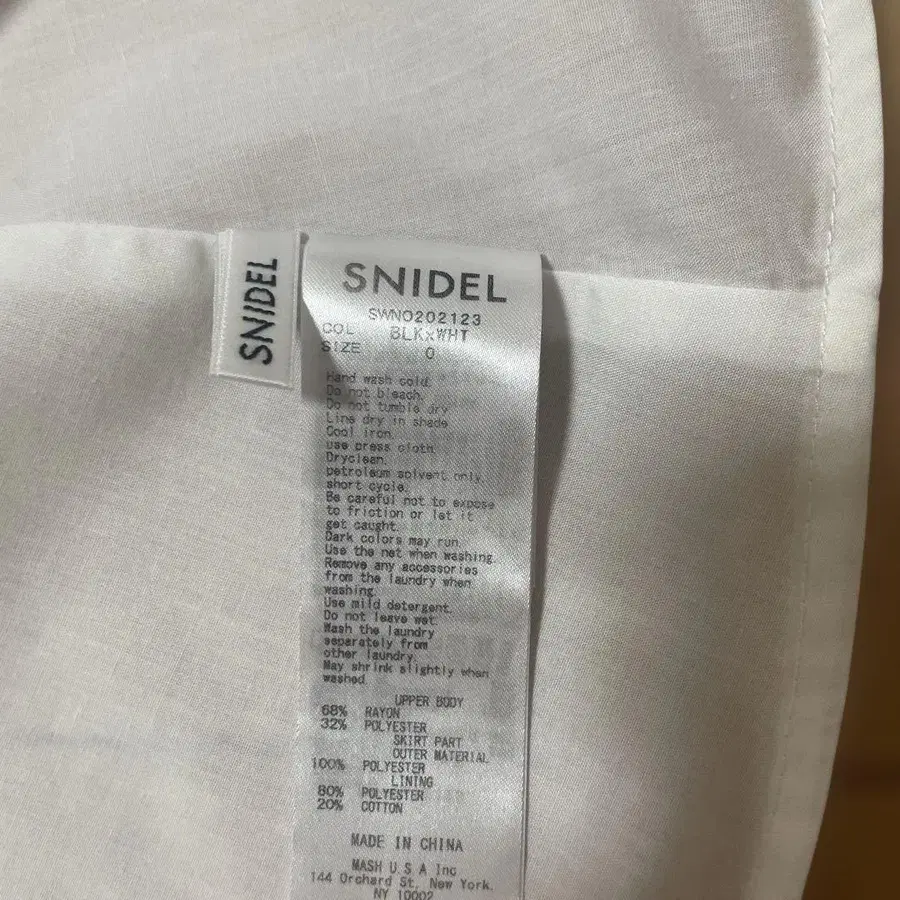 SNIDEL
SNIDEL
SWNO202123
COL BLKxWHT
SIZE 0
Hand wash cold.
Do not bleach.
Do not tumble dry
Line dry in shade
Cool iron.
use press cloth
Dryclean.
petroleum solvent only.
short cycle.
Be careful not to expose
to friction or let it
get caught.
Dark colors may run.
Use the net when washing.
Remove any accessories
from the laundry when
washing.
Use mild detergent.
Do not leave wet.
Wash the laundry
separately from
other laundry.
May shrink slightly when
washed.
UPPER BODY
68% RAYON
32% POLYESTER
SKIRT PART
OUTER MATERIAL
100% POLYESTER
LINING
80% POLYESTER
20% COTTON
MADE IN CHINA
MASH U S A Inc
144 Orchard St, New York.
NY 10002